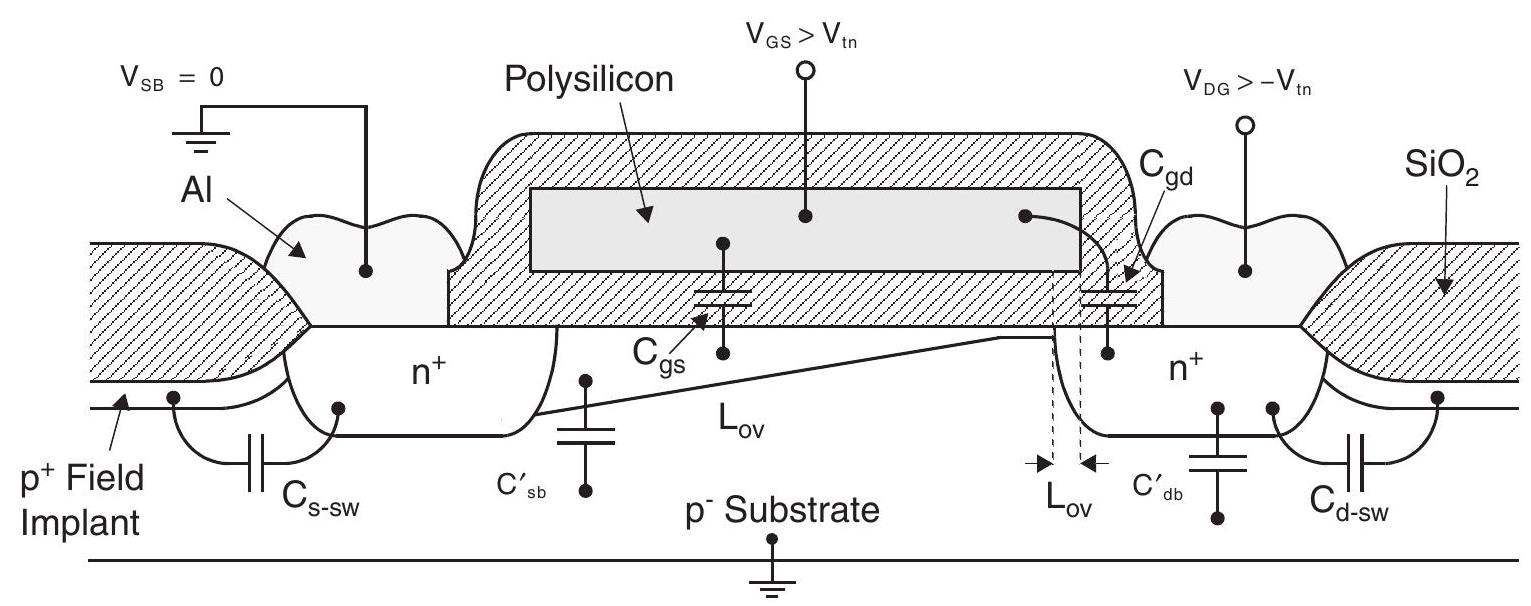 V_GS > V_tn
V_SB = 0
Polysilicon
V_DG > –V_tn
Al
C_gd
SiO₂
n⁺
C_gs
n⁺
L_ov
p⁺ Field
Implant
C_s-sw
C′_sb
p⁻ Substrate
L_ov
C′_db
C_d-sw